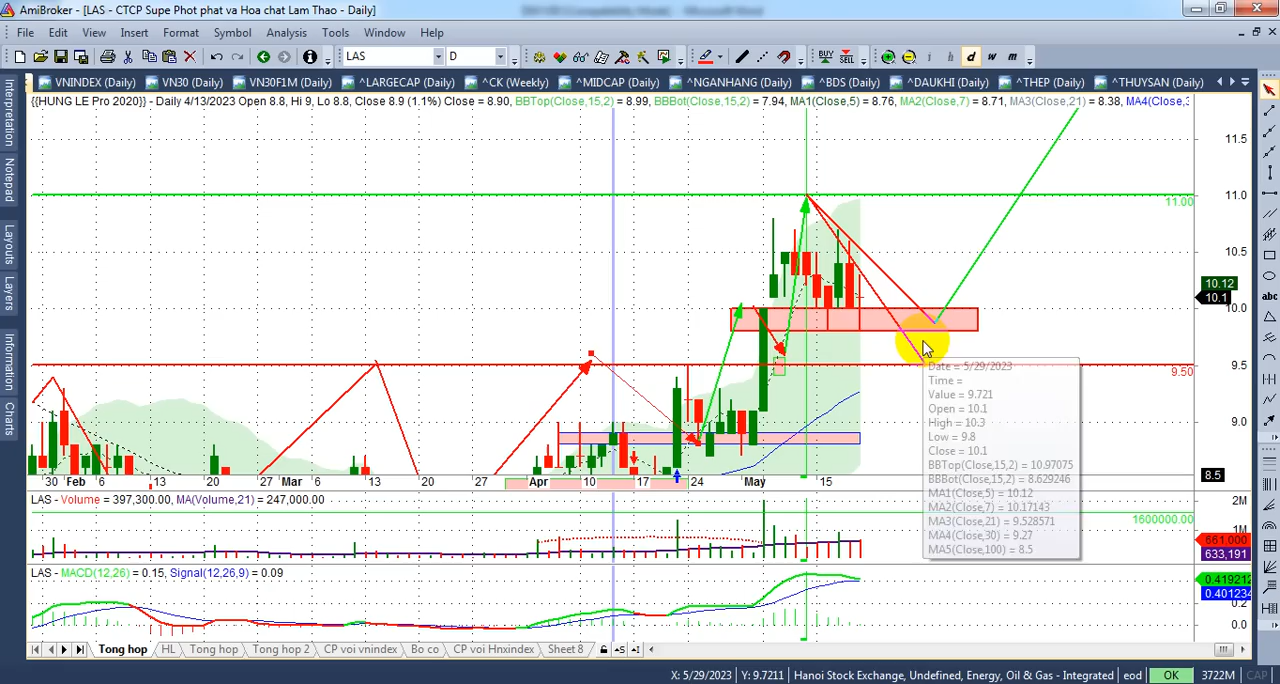 AmiBroker - [LAS - CTCP Supe Phot phat va Hoa chat Lam Thao - Daily]
File Edit View Insert Format Symbol Analysis Tools Window Help
LAS D BUY SELL i h d w m
VNINDEX (Daily) VN30 (Daily) VN30F1M (Daily) ^LARGECAP (Daily) ^CK (Weekly) ^MIDCAP (Daily) ^NGANHANG (Daily) ^BDS (Daily) ^DAUKHI (Daily) ^THEP (Daily) ^THUYSAN (Daily)
{{HUNG LE Pro 2020}} - Daily 4/13/2023 Open 8.8, Hi 9, Lo 8.8, Close 8.9 (1.1%) Close = 8.90, BBTop(Close,15,2) = 8.99, BBBot(Close,15,2) = 7.94, MA1(Close,5) = 8.76, MA2(Close,7) = 8.71, MA3(Close,21) = 8.38, MA4(Close,3
Interpretation
Notepad
Layouts
Layers
Information
Charts
abc
11.5
11.0
11.00
10.5
10.12
10.1
10.0
9.5
9.50
9.0
8.5
Date = 5/29/2023
Time =
Value = 9.721
Open = 10.1
High = 10.3
Low = 9.8
Close = 10.1
BBTop(Close,15,2) = 10.97075
BBBot(Close,15,2) = 8.629246
MA1(Close,5) = 10.12
MA2(Close,7) = 10.17143
MA3(Close,21) = 9.528571
MA4(Close,30) = 9.27
MA5(Close,100) = 8.5
30 Feb 6 13 20 27 Mar 6 13 20 27 Apr 10 17 24 May 15
LAS - Volume = 397,300.00, MA(Volume,21) = 247,000.00
2M
1600000.00
1M
661,000
633,191
LAS - MACD(12,26) = 0.15, Signal(12,26,9) = 0.09
0.419212
0.401234
0.2
0.0
Tong hop HL Tong hop Tong hop 2 CP voi vnindex Bo co CP voi Hnxindex Sheet 8
X: 5/29/2023 Y: 9.7211 Hanoi Stock Exchange, Undefined, Energy, Oil & Gas - Integrated eod OK 3722M CAP